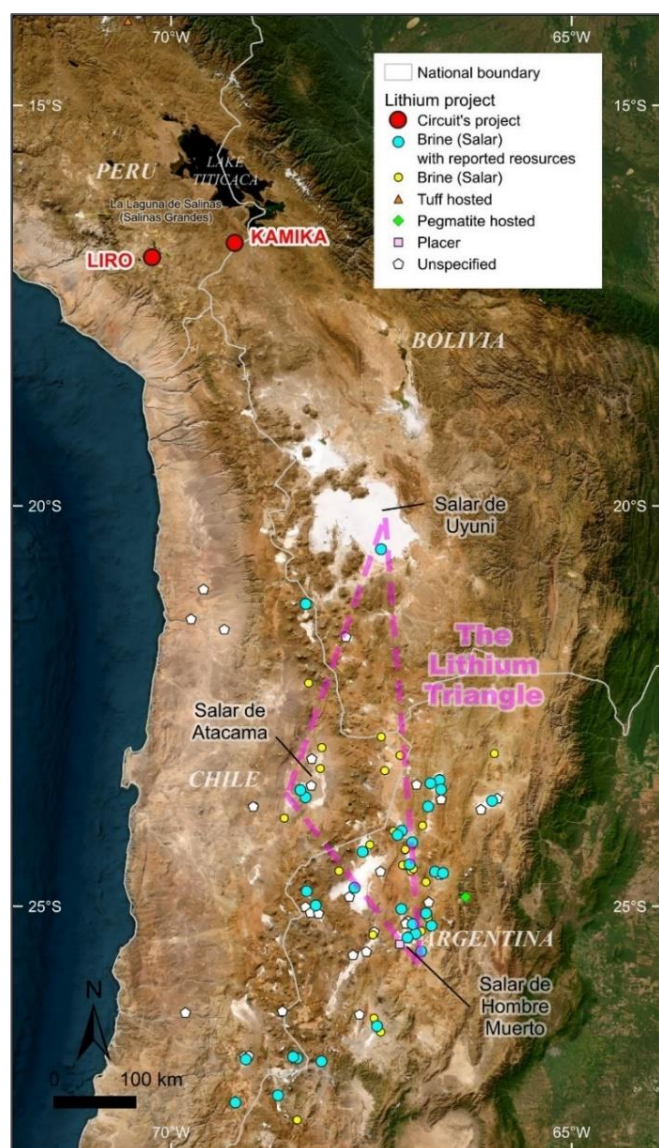 70°W
65°W
15°S
National boundary
Lithium project
Circuit's project
Brine (Salar)
with reported reosurces
Brine (Salar)
Tuff hosted
Pegmatite hosted
Placer
Unspecified
PERU
LAKE
TITICACA
La Laguna de Salinas
(Salinas Grandes)
KAMIKA
LIRO
BOLIVIA
20°S
20°S
Salar de
Uyuni
The
Lithium
Triangle
Salar de
Atacama
CHILE
25°S
25°S
ARGENTINA
Salar de
Hombre
Muerto
N
0
100 km
70°W
65°W